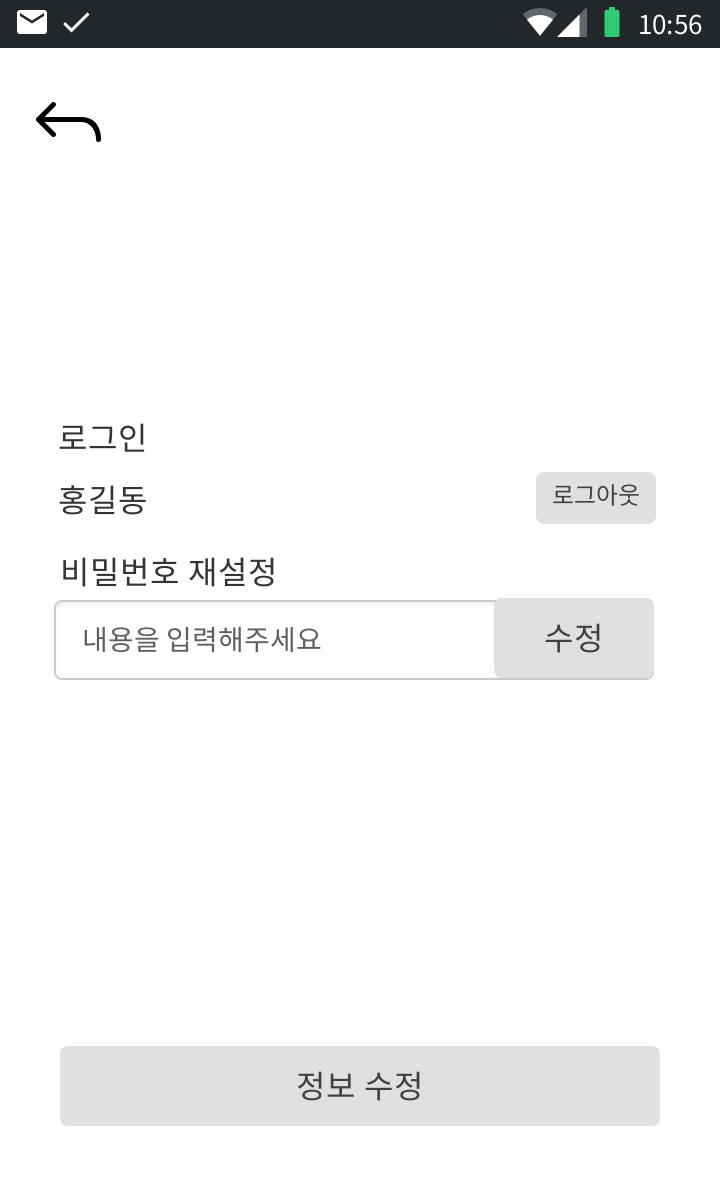 10:56
로그인
홍길동
로그아웃
비밀번호 재설정
내용을 입력해주세요
수정
정보 수정